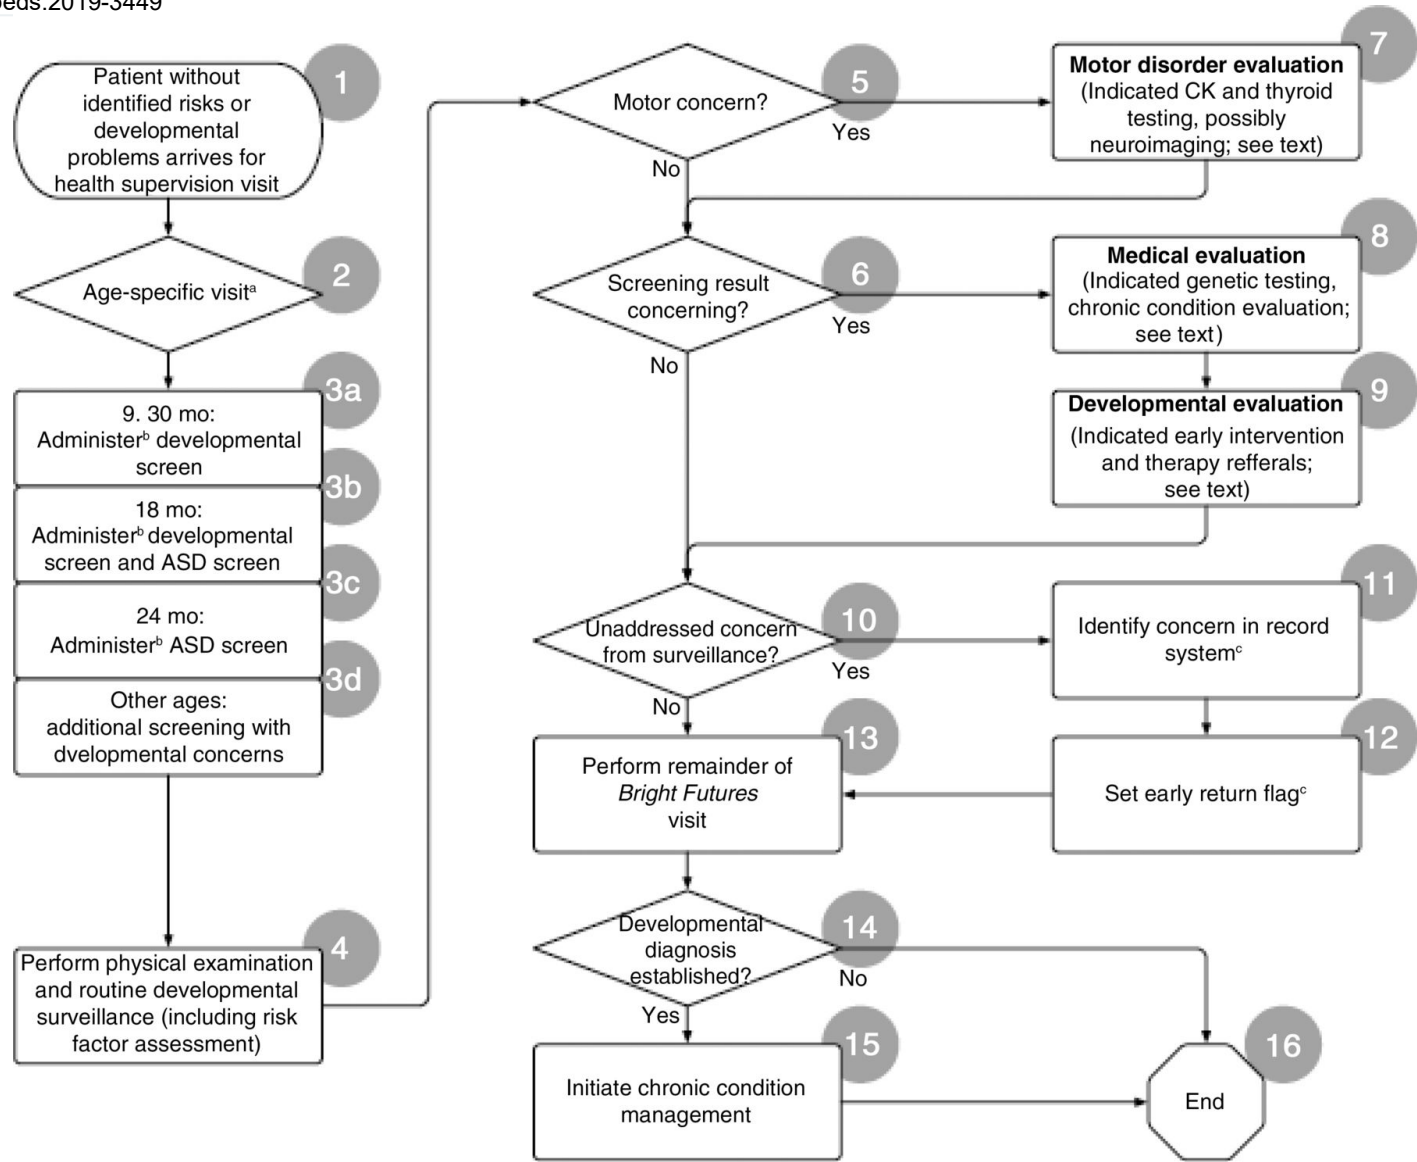 peds.2019-3449
1
Patient without
identified risks or
developmental
problems arrives for
health supervision visit
2
Age-specific visitᵃ
3a
9. 30 mo:
Administerᵇ developmental
screen
3b
18 mo:
Administerᵇ developmental
screen and ASD screen
3c
24 mo:
Administerᵇ ASD screen
3d
Other ages:
additional screening with
dvelopmental concerns
4
Perform physical examination
and routine developmental
surveillance (including risk
factor assessment)
5
Motor concern?
Yes
No
7
Motor disorder evaluation
(Indicated CK and thyroid
testing, possibly
neuroimaging; see text)
6
Screening result
concerning?
Yes
No
8
Medical evaluation
(Indicated genetic testing,
chronic condition evaluation;
see text)
9
Developmental evaluation
(Indicated early intervention
and therapy refferals;
see text)
10
Unaddressed concern
from surveillance?
Yes
No
11
Identify concern in record
systemᶜ
12
Set early return flagᶜ
13
Perform remainder of
Bright Futures
visit
14
Developmental
diagnosis
established?
No
Yes
15
Initiate chronic condition
management
16
End